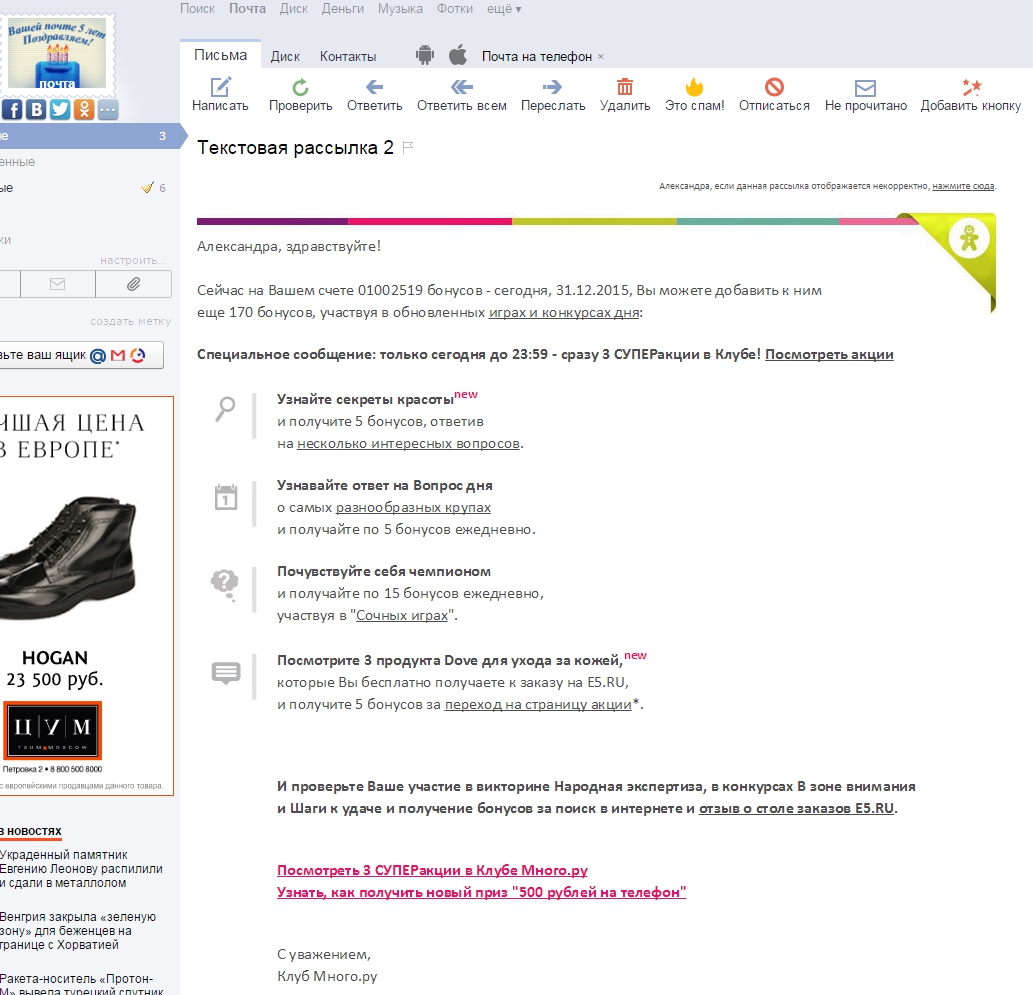 Поиск Почта Диск Деньги Музыка Фотки ещё ▾
Вашей почте 5 лет
Поздравляем!
почта
Письма Диск Контакты Почта на телефон ×
Написать Проверить Ответить Ответить всем Переслать Удалить Это спам! Отписаться Не прочитано Добавить кнопку
ые 3
енные
ые 6
ки
настроить...
создать метку
вьте ваш ящик
ЧШАЯ ЦЕНА
В ЕВРОПЕ*
HOGAN
23 500 руб.
ЦУМ
TSUM.MOSCOW
Петровка 2 • 8 800 500 8000
с европейскими продавцами данного товара.
в новостях
Украденный памятник
Евгению Леонову распилили
и сдали в металлолом
Венгрия закрыла «зеленую
зону» для беженцев на
границе с Хорватией
Ракета-носитель «Протон-
М» вывела турецкий спутник
Текстовая рассылка 2
Александра, если данная рассылка отображается некорректно, нажмите сюда.
Александра, здравствуйте!
Сейчас на Вашем счете 01002519 бонусов - сегодня, 31.12.2015, Вы можете добавить к ним
еще 170 бонусов, участвуя в обновленных играх и конкурсах дня:
Специальное сообщение: только сегодня до 23:59 - сразу 3 СУПЕРакции в Клубе! Посмотреть акции
Узнайте секреты красоты new
и получите 5 бонусов, ответив
на несколько интересных вопросов.
1
Узнавайте ответ на Вопрос дня
о самых разнообразных крупах
и получайте по 5 бонусов ежедневно.
?
Почувствуйте себя чемпионом
и получайте по 15 бонусов ежедневно,
участвуя в "Сочных играх".
Посмотрите 3 продукта Dove для ухода за кожей, new
которые Вы бесплатно получаете к заказу на E5.RU,
и получите 5 бонусов за переход на страницу акции*.
И проверьте Ваше участие в викторине Народная экспертиза, в конкурсах В зоне внимания
и Шаги к удаче и получение бонусов за поиск в интернете и отзыв о столе заказов E5.RU.
Посмотреть 3 СУПЕРакции в Клубе Много.ру
Узнать, как получить новый приз "500 рублей на телефон"
С уважением,
Клуб Много.ру